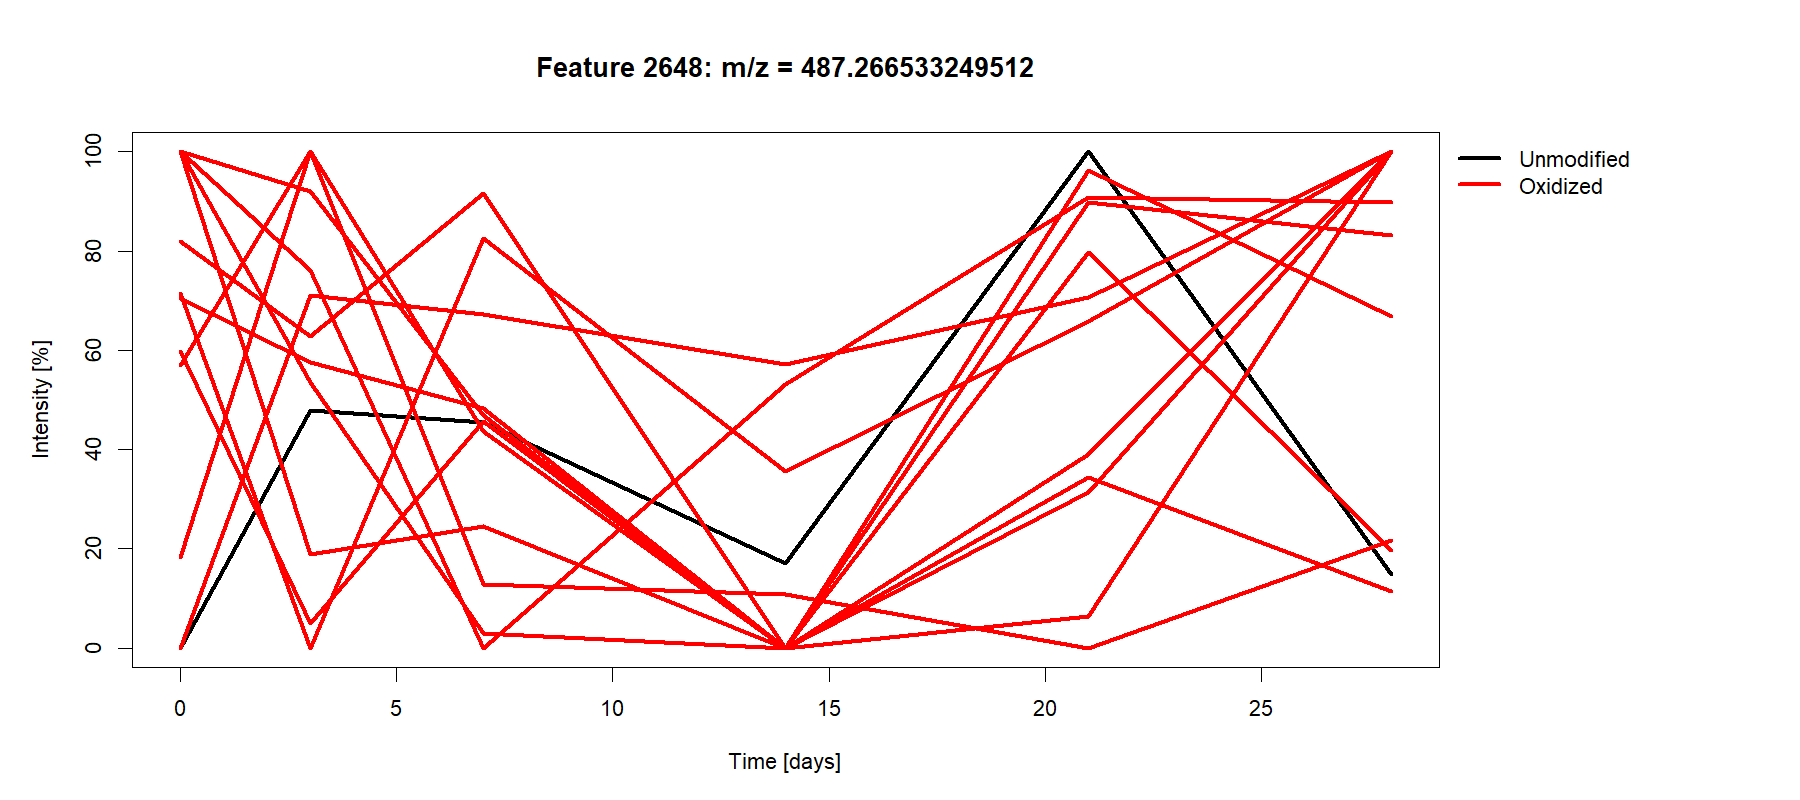 Feature 2648: m/z = 487.266533249512
Unmodified
Oxidized
Intensity [%]
100
80
60
40
20
0
0 5 10 15 20 25
Time [days]